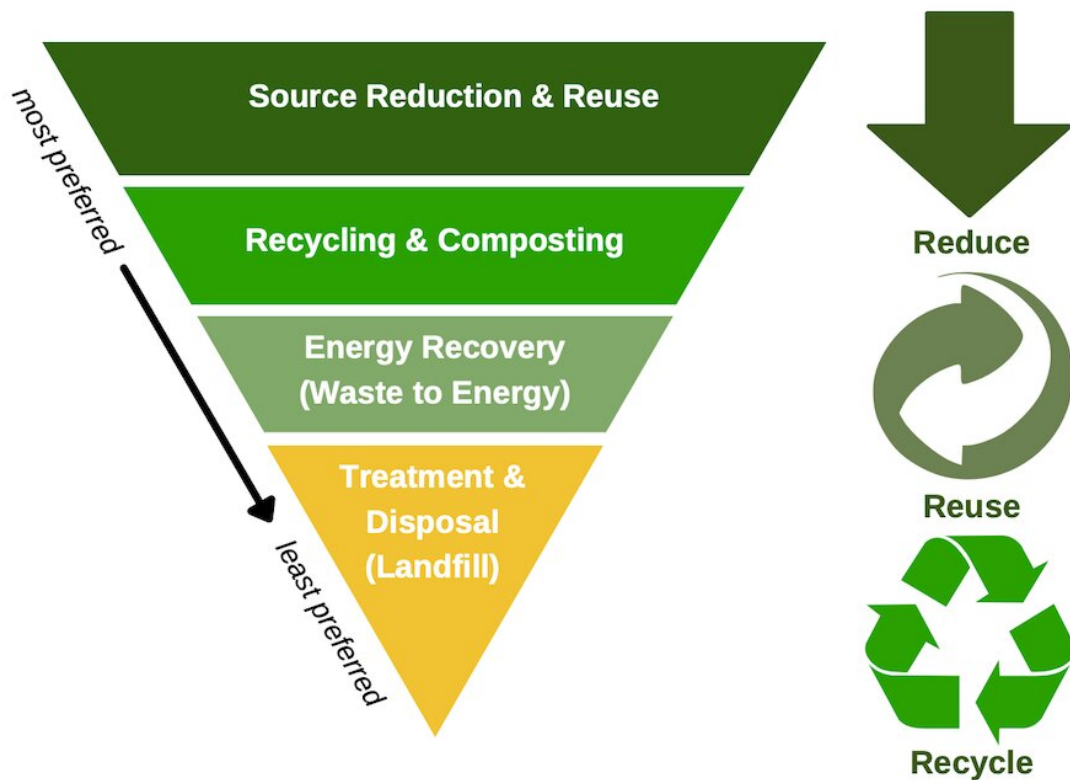 most preferred
least preferred
Source Reduction & Reuse
Recycling & Composting
Energy Recovery
(Waste to Energy)
Treatment &
Disposal
(Landfill)
Reduce
Reuse
Recycle